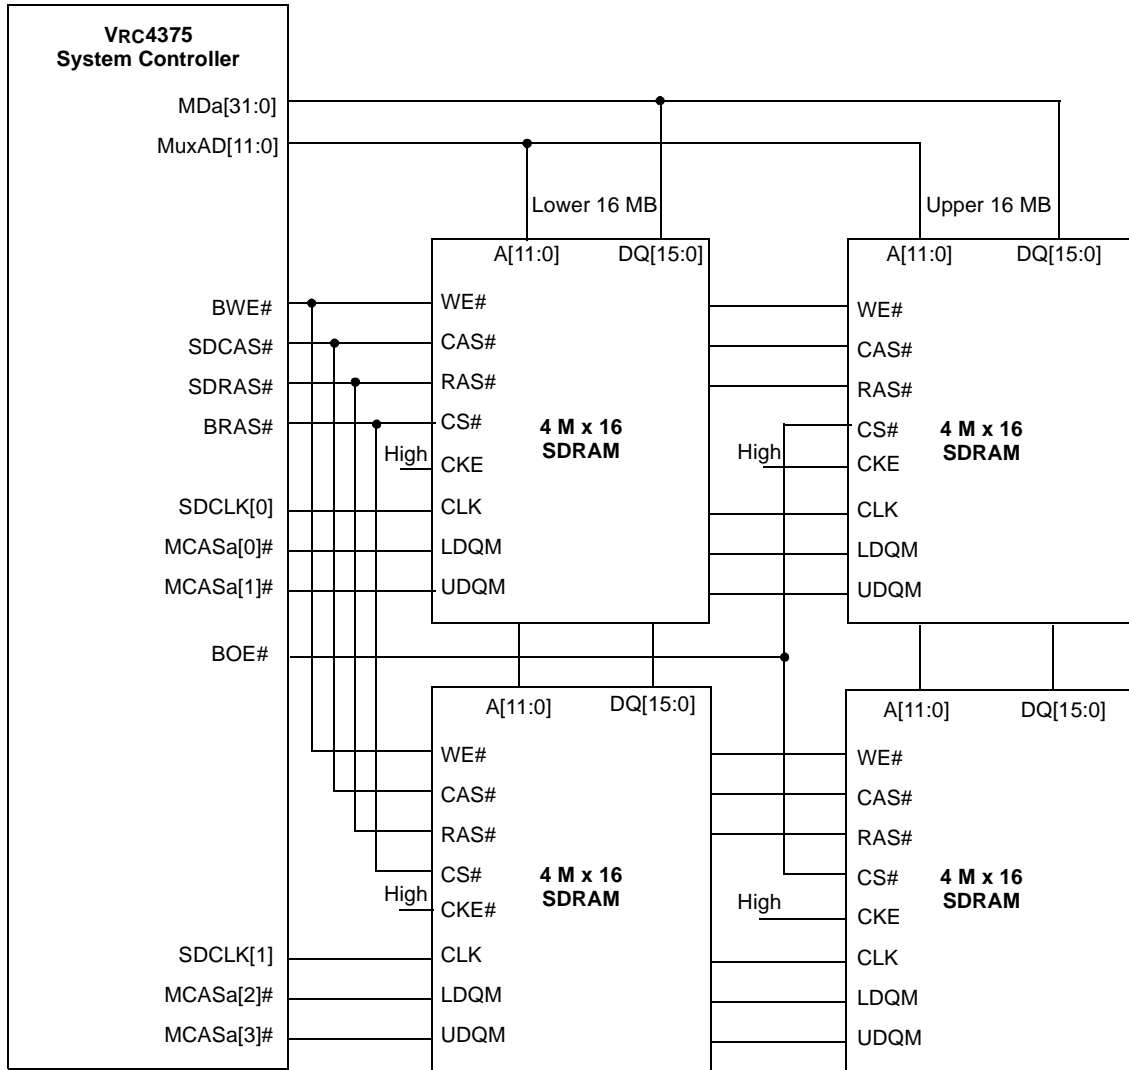 VRC4375
System Controller
MDa[31:0]
MuxAD[11:0]
Lower 16 MB
Upper 16 MB
A[11:0]
DQ[15:0]
A[11:0]
DQ[15:0]
BWE#
SDCAS#
SDRAS#
BRAS#
SDCLK[0]
MCASa[0]#
MCASa[1]#
BOE#
SDCLK[1]
MCASa[2]#
MCASa[3]#
WE#
CAS#
RAS#
CS#
High
CKE
CLK
LDQM
UDQM
4 M x 16
SDRAM
WE#
CAS#
RAS#
CS#
High
CKE
CLK
LDQM
UDQM
4 M x 16
SDRAM
A[11:0]
DQ[15:0]
WE#
CAS#
RAS#
CS#
High
CKE#
CLK
LDQM
UDQM
4 M x 16
SDRAM
A[11:0]
DQ[15:0]
WE#
CAS#
RAS#
CS#
High
CKE
CLK
LDQM
UDQM
4 M x 16
SDRAM